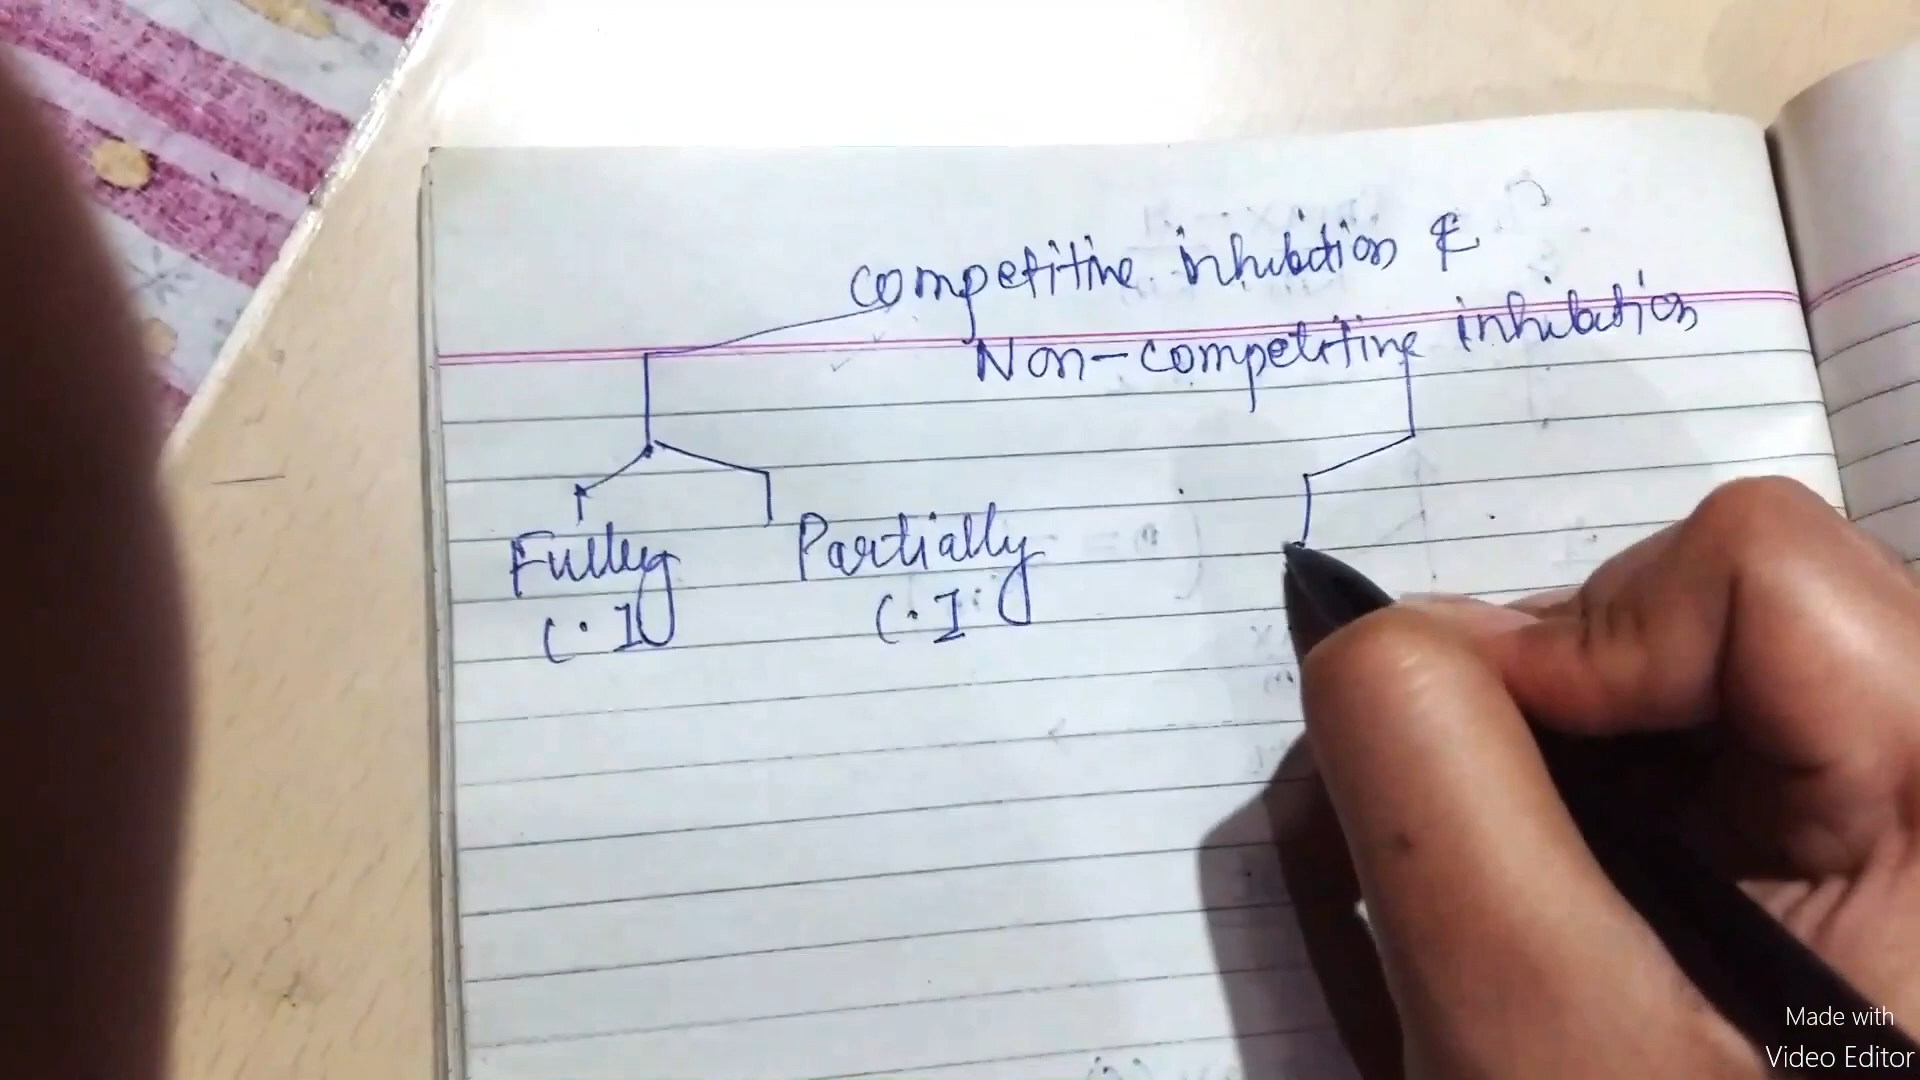 competitive inhibition &
Non-competitive inhibition
Fully
C.I
Partially
C.I
Made with
Video Editor